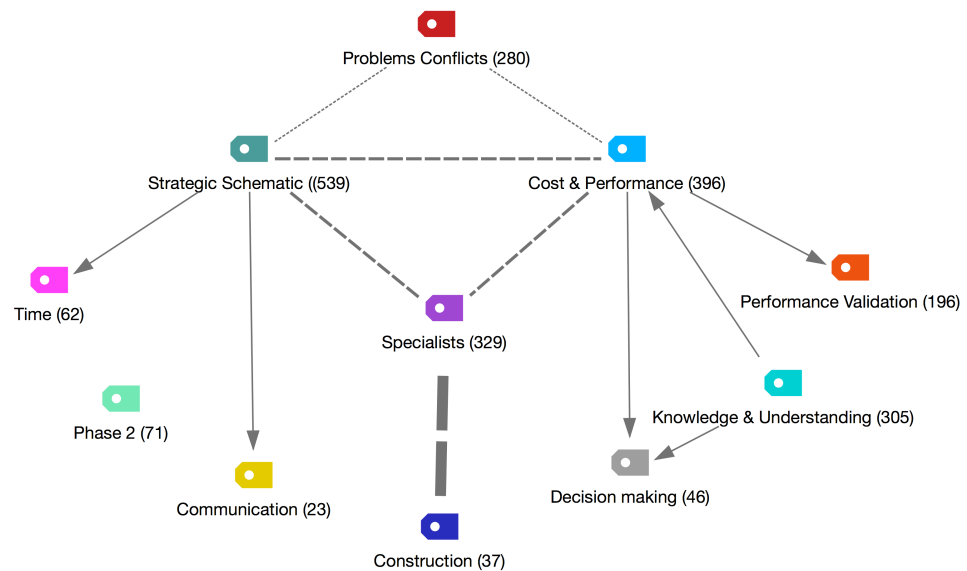 Problems Conflicts (280)
Strategic Schematic ((539)
Cost & Performance (396)
Time (62)
Performance Validation (196)
Specialists (329)
Phase 2 (71)
Knowledge & Understanding (305)
Communication (23)
Decision making (46)
Construction (37)